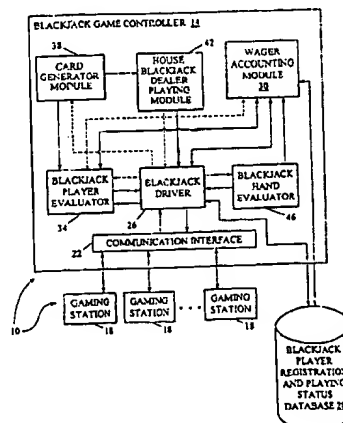 BLACKJACK GAME CONTROLLER 14
38
42
CARD
GENERATOR
MODULE
HOUSE
BLACKJACK
DEALER
PLAYING
MODULE
WAGER
ACCOUNTING
MODULE
30
BLACKJACK
PLAYER
EVALUATOR
BLACKJACK
DRIVER
BLACKJACK
HAND
EVALUATOR
34
26
46
22
COMMUNICATION INTERFACE
10
GAMING
STATION
GAMING
STATION
GAMING
STATION
18
18
18
BLACKJACK
PLAYER
REGISTRATION
AND PLAYING
STATUS
DATABASE